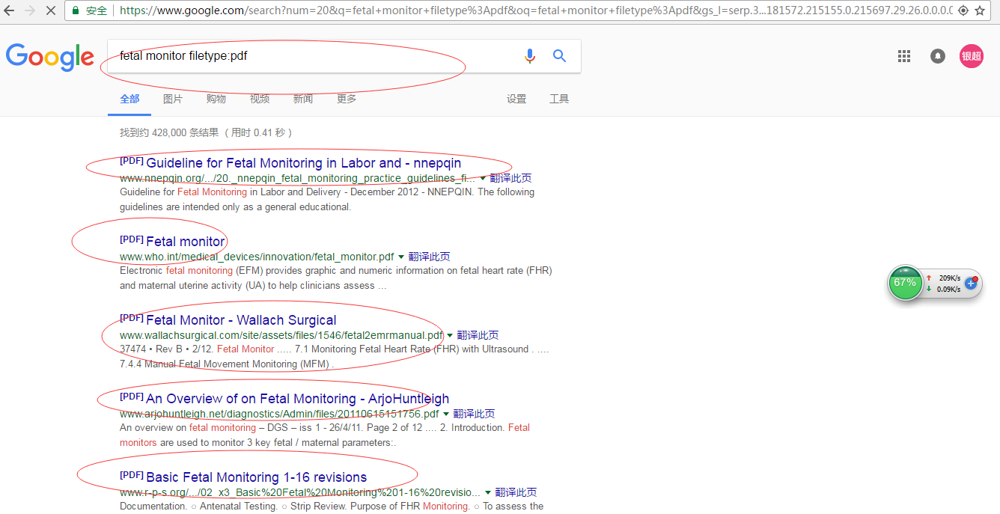 安全 https://www.google.com/search?num=20&q=fetal+monitor+filetype%3Apdf&oq=fetal+monitor+filetype%3Apdf&gs_l=serp.3...181572.215155.0.215697.29.26.0.0.0.0
Google fetal monitor filetype:pdf 银超
全部 图片 购物 视频 新闻 更多 设置 工具
找到约 428,000 条结果 （用时 0.41 秒）
[PDF] Guideline for Fetal Monitoring in Labor and - nnepqin
www.nnepqin.org/.../20._nnepqin_fetal_monitoring_practice_guidelines_fi... 翻译此页
Guideline for Fetal Monitoring in Labor and Delivery - December 2012 - NNEPQIN. The following
guidelines are intended only as a general educational.
[PDF] Fetal monitor
www.who.int/medical_devices/innovation/fetal_monitor.pdf 翻译此页
Electronic fetal monitoring (EFM) provides graphic and numeric information on fetal heart rate (FHR)
and maternal uterine activity (UA) to help clinicians assess ...
67% 209K/s
0.09K/s
[PDF] Fetal Monitor - Wallach Surgical
www.wallachsurgical.com/site/assets/files/1546/fetal2emrmanual.pdf 翻译此页
37474 • Rev B • 2/12. Fetal Monitor ..... 7.1 Monitoring Fetal Heart Rate (FHR) with Ultrasound . ....
7.4.4 Manual Fetal Movement Monitoring (MFM) .
[PDF] An Overview of on Fetal Monitoring - ArjoHuntleigh
www.arjohuntleigh.net/diagnostics/Admin/files/20110615151756.pdf 翻译此页
An overview on fetal monitoring – DGS – iss 1 - 26/4/11. Page 2 of 12 .... 2. Introduction. Fetal
monitors are used to monitor 3 key fetal / maternal parameters:.
[PDF] Basic Fetal Monitoring 1-16 revisions
www.r-p-s.org/.../02_x3_Basic%20Fetal%20Monitoring%201-16%20revisio... 翻译此页
Documentation. ○ Antenatal Testing. ○ Strip Review. Purpose of FHR Monitoring. ○ To assess the